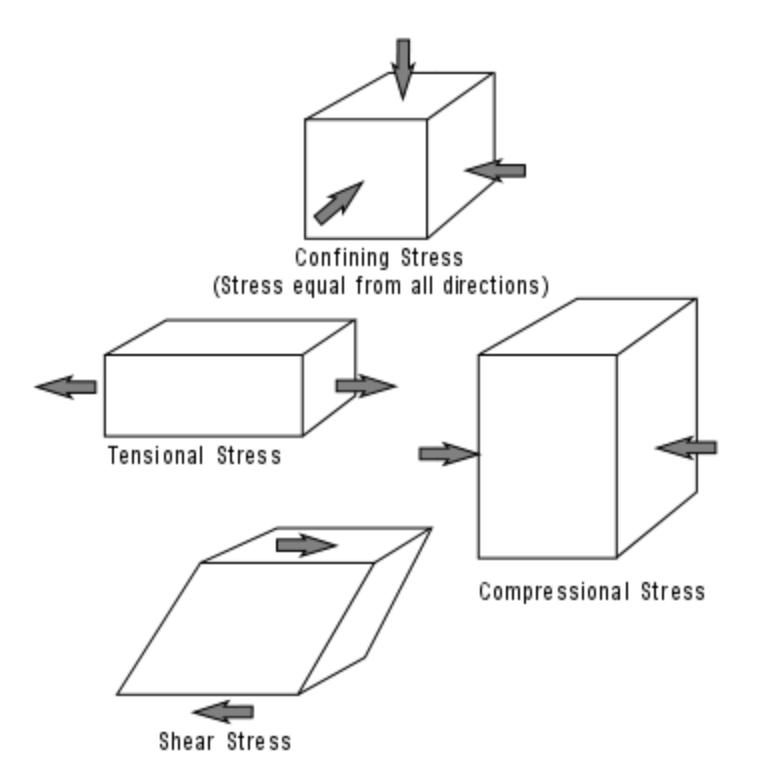 Confining Stress
(Stress equal from all directions)
Tensional Stress
Compressional Stress
Shear Stress